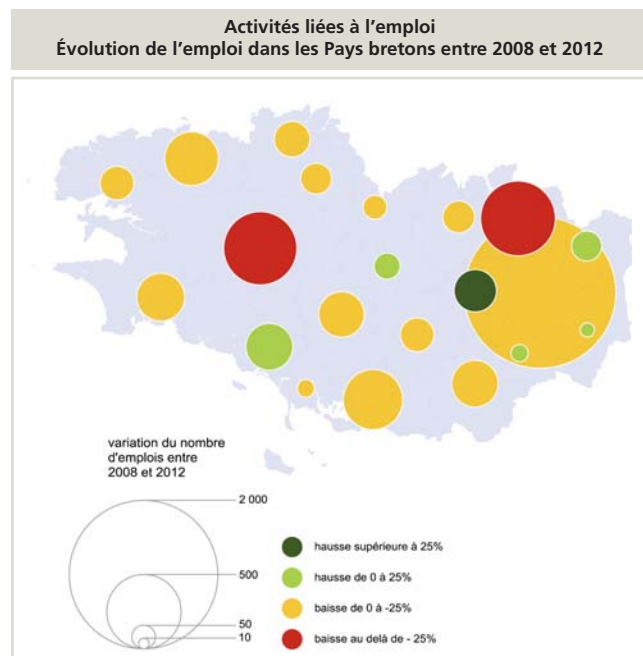 Activités liées à l'emploi
Évolution de l'emploi dans les Pays bretons entre 2008 et 2012
variation du nombre
d'emplois entre
2008 et 2012
2 000
500
50
10
hausse supérieure à 25%
hausse de 0 à 25%
baisse de 0 à -25%
baisse au delà de - 25%